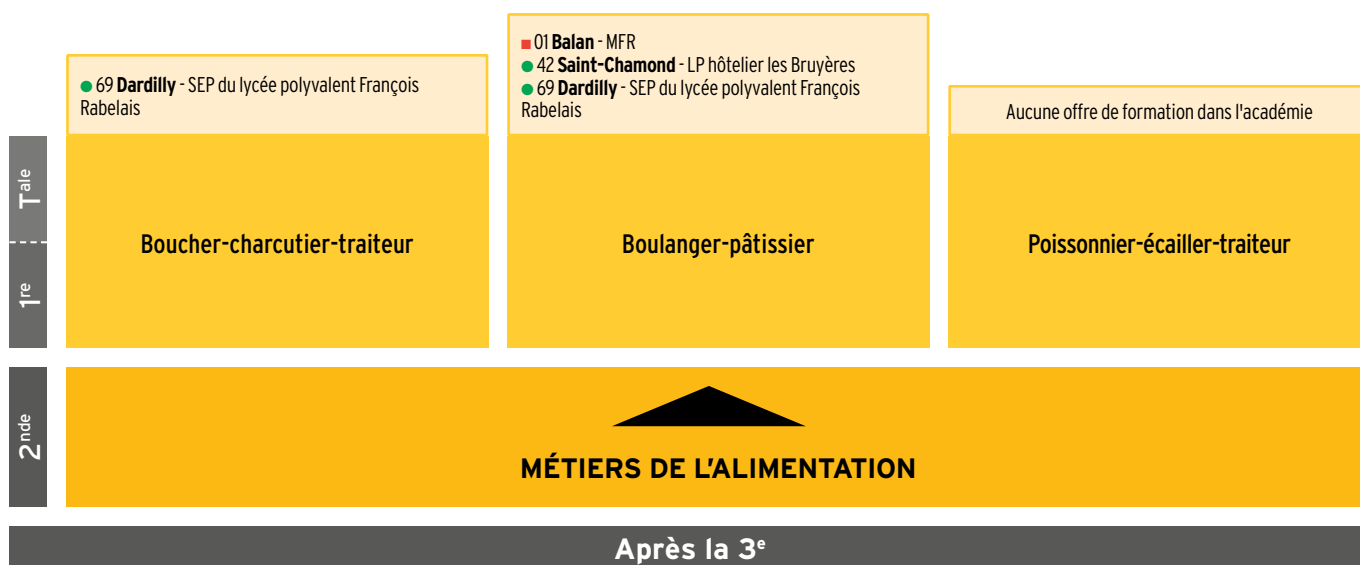 69 Dardilly - SEP du lycée polyvalent François
Rabelais
01 Balan - MFR
42 Saint-Chamond - LP hôtelier les Bruyères
69 Dardilly - SEP du lycée polyvalent François
Rabelais
Aucune offre de formation dans l'académie
Tale
1re
Boucher-charcutier-traiteur
Boulanger-pâtissier
Poissonnier-écailler-traiteur
2nde
MÉTIERS DE L'ALIMENTATION
Après la 3e